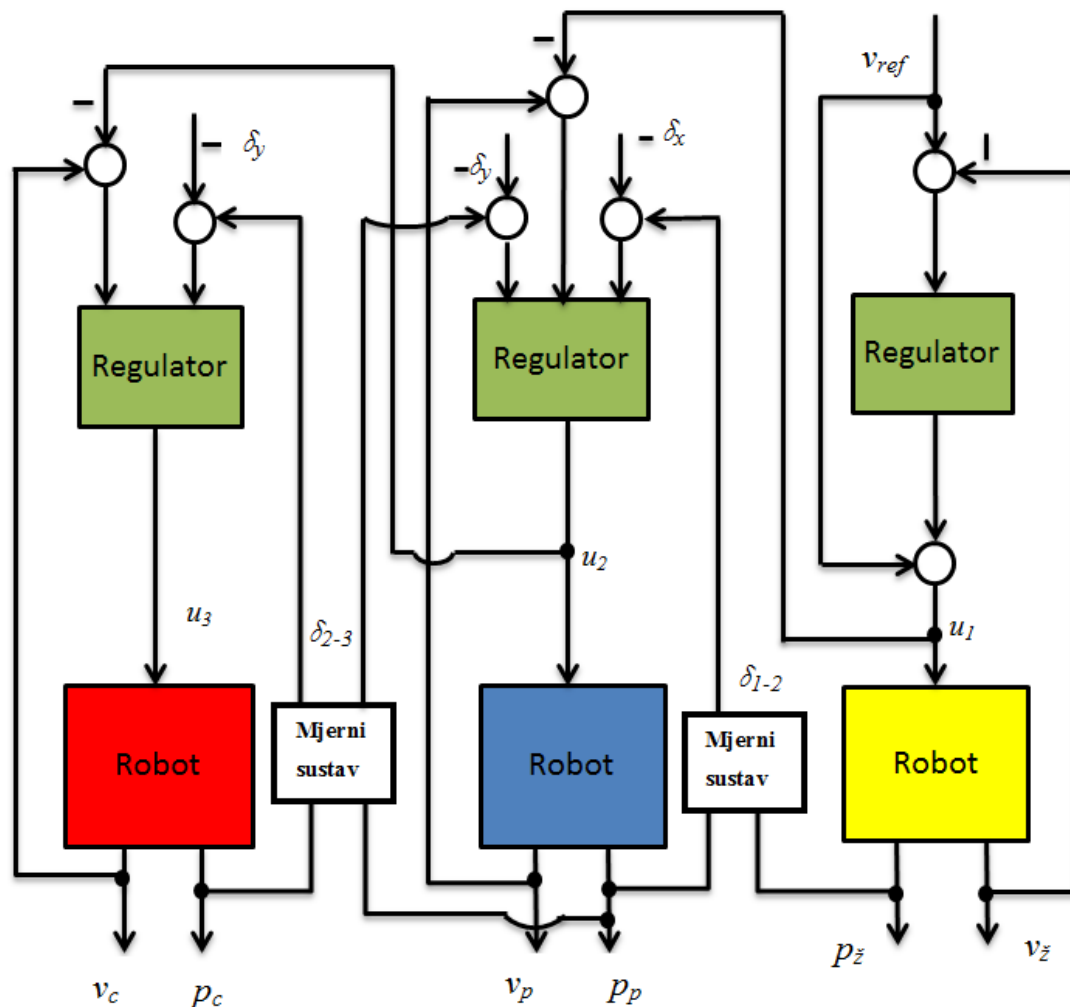 v_ref
− − − δ_y − δ_x −δ_y −
Regulator Regulator Regulator
u_3 u_2 u_1
δ_2-3 δ_1-2
Mjerni
sustav
Mjerni
sustav
Robot Robot Robot
v_c p_c v_p p_p p_ž v_ž